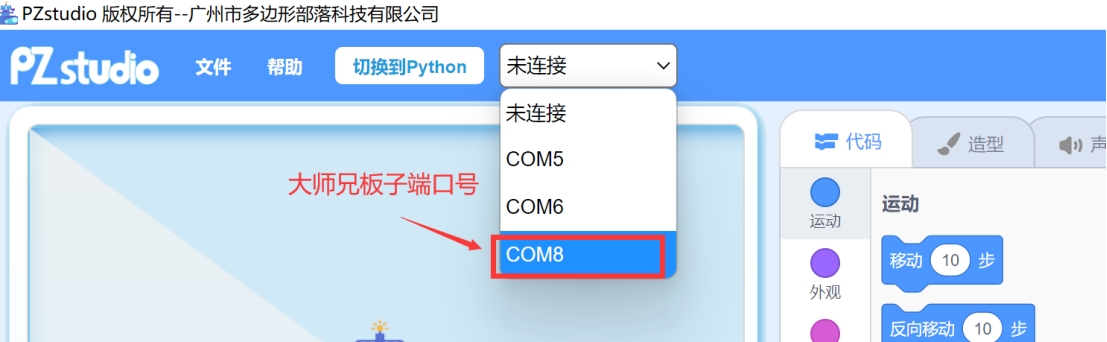 PZstudio 版权所有--广州市多边形部落科技有限公司
PZstudio 文件 帮助 切换到Python 未连接
未连接
COM5
COM6
COM8
大师兄板子端口号
代码 造型 声
运动 运动
移动 10 步
外观
反向移动 10 步